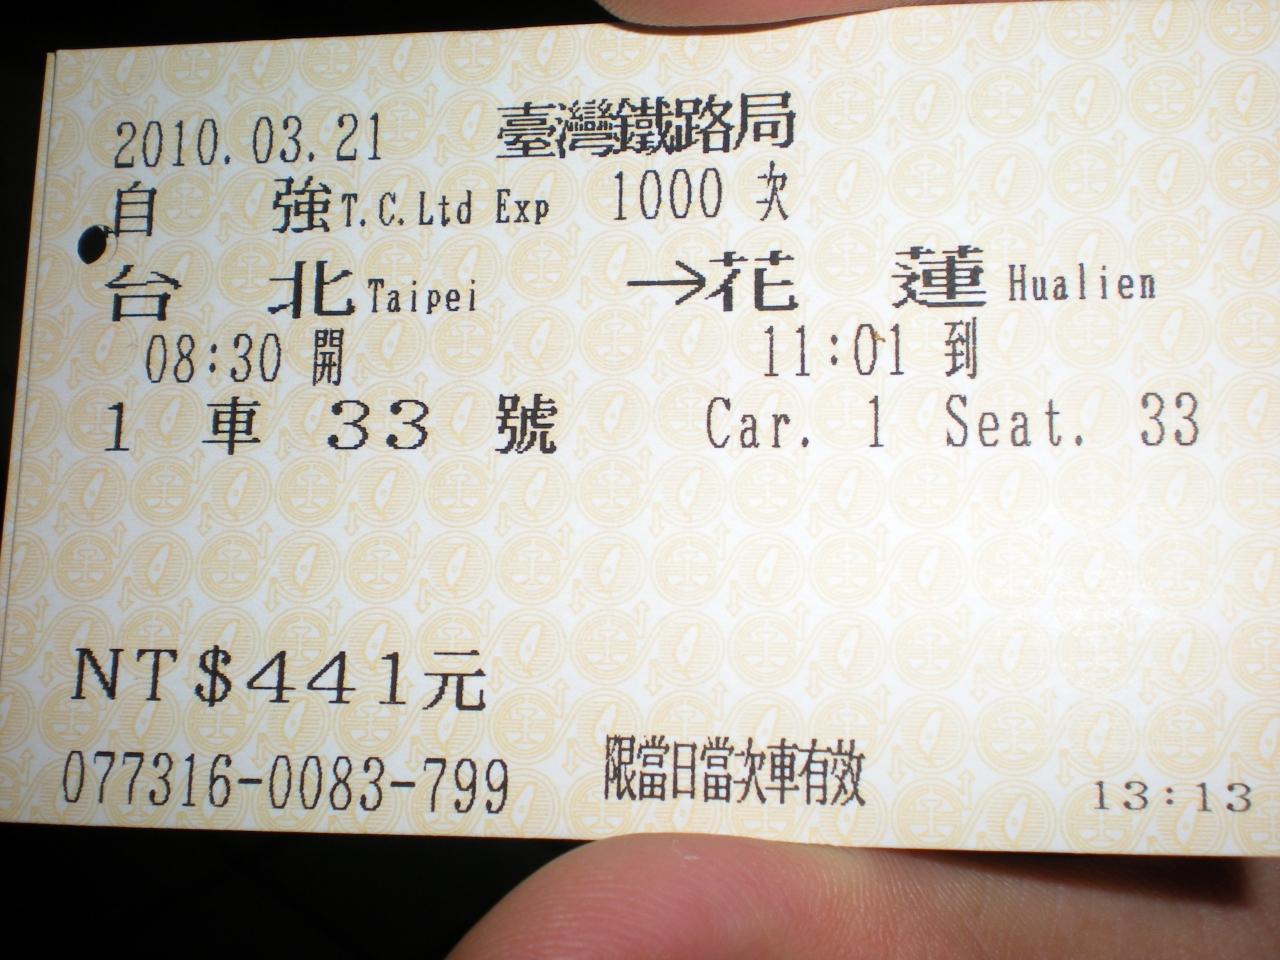 2010.03.21 臺灣鐵路局
自 強 T.C.Ltd Exp 1000 次
台 北 Taipei →花 蓮 Hualien
08:30 開 11:01 到
1 車 33 號 Car. 1 Seat. 33
NT$441元
077316-0083-799 限當日當次車有效 13:13